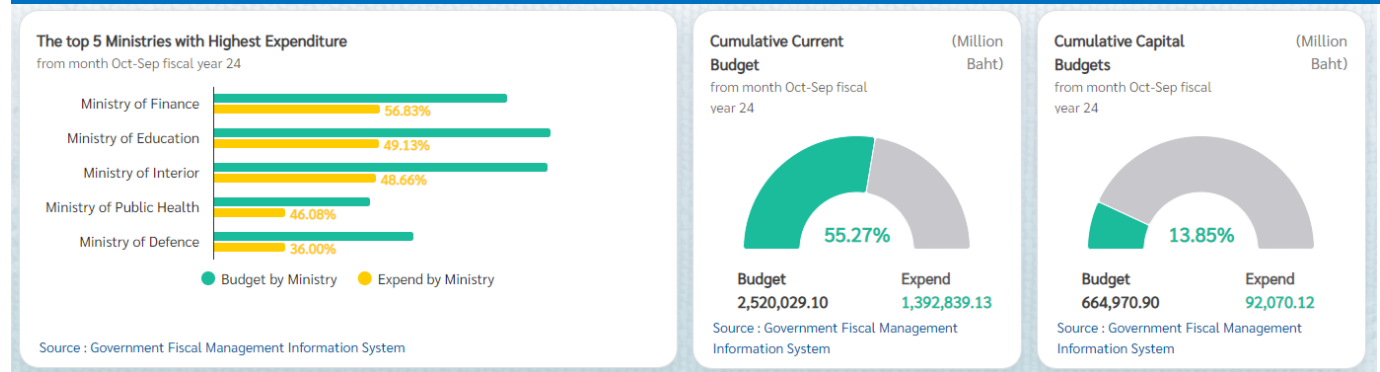 The top 5 Ministries with Highest Expenditure
from month Oct-Sep fiscal year 24
Ministry of Finance
56.83%
Ministry of Education
49.13%
Ministry of Interior
48.66%
Ministry of Public Health
46.08%
Ministry of Defence
36.00%
Budget by Ministry Expend by Ministry
Source : Government Fiscal Management Information System
Cumulative Current (Million
Budget Baht)
from month Oct-Sep fiscal
year 24
55.27%
Budget Expend
2,520,029.10 1,392,839.13
Source : Government Fiscal Management
Information System
Cumulative Capital (Million
Budgets Baht)
from month Oct-Sep fiscal
year 24
13.85%
Budget Expend
664,970.90 92,070.12
Source : Government Fiscal Management
Information System